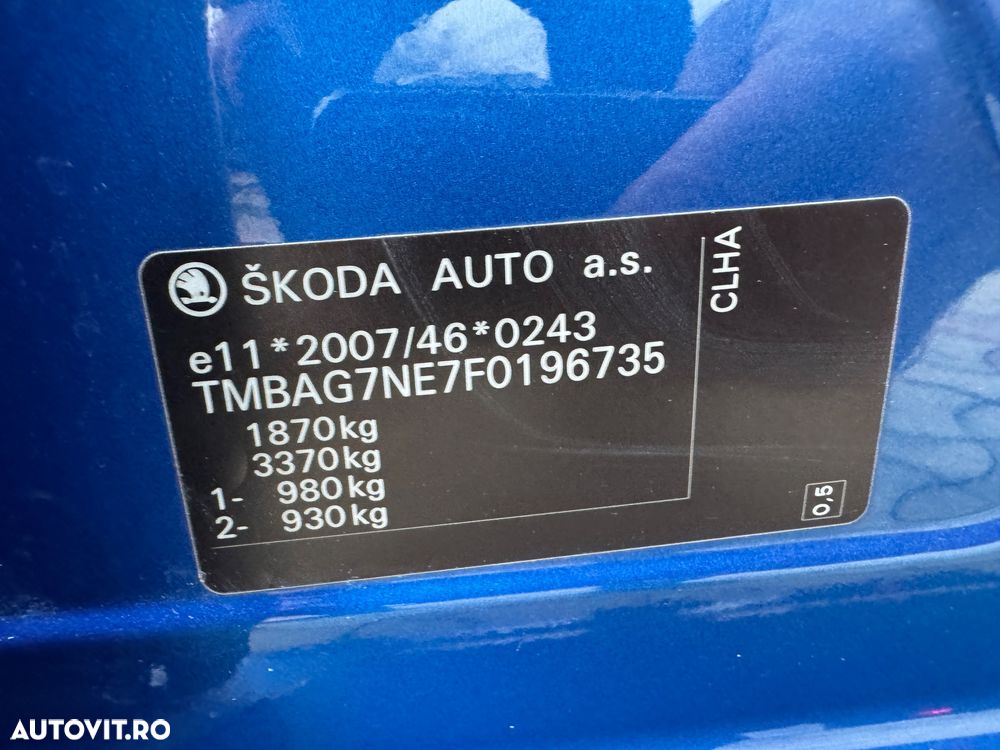 ŠKODA AUTO a.s.
e11*2007/46*0243
TMBAG7NE7F0196735
1870kg
3370kg
1- 980kg
2- 930kg
CLHA
0,5
AUTOVIT.RO